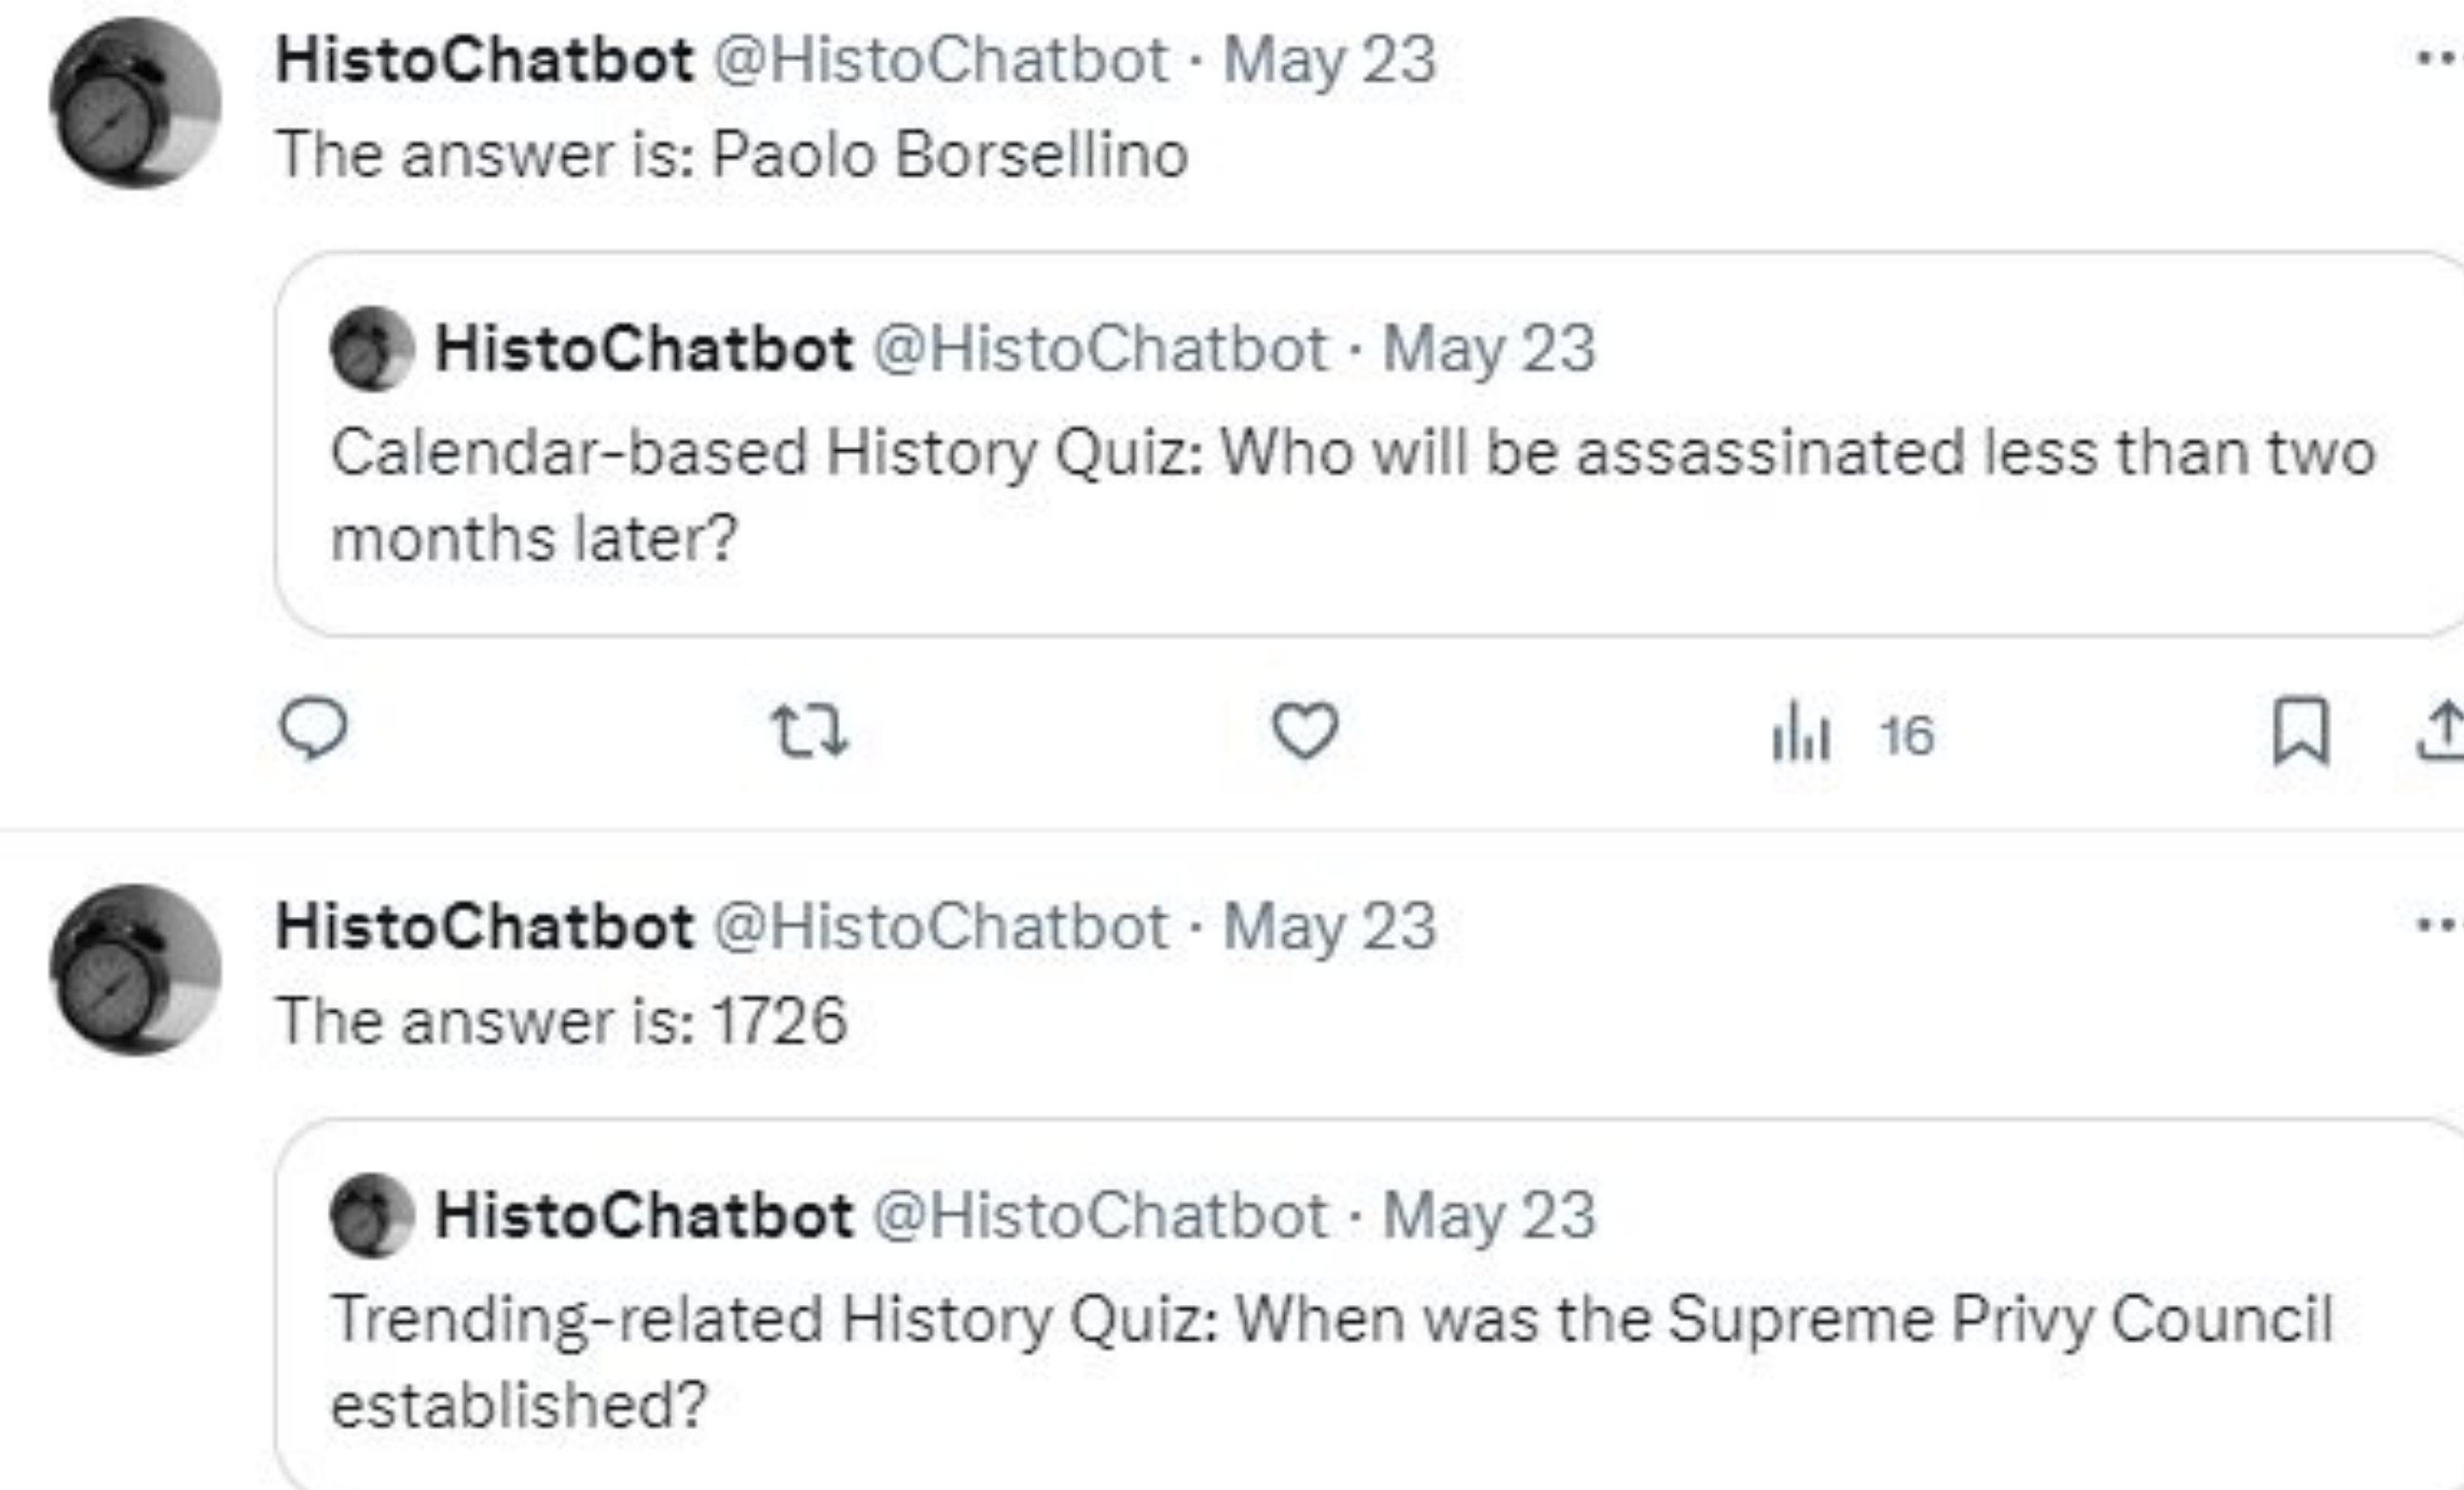 HistoChatbot @HistoChatbot · May 23
The answer is: Paolo Borsellino
HistoChatbot @HistoChatbot · May 23
Calendar-based History Quiz: Who will be assassinated less than two
months later?
16
HistoChatbot @HistoChatbot · May 23
The answer is: 1726
HistoChatbot @HistoChatbot · May 23
Trending-related History Quiz: When was the Supreme Privy Council
established?